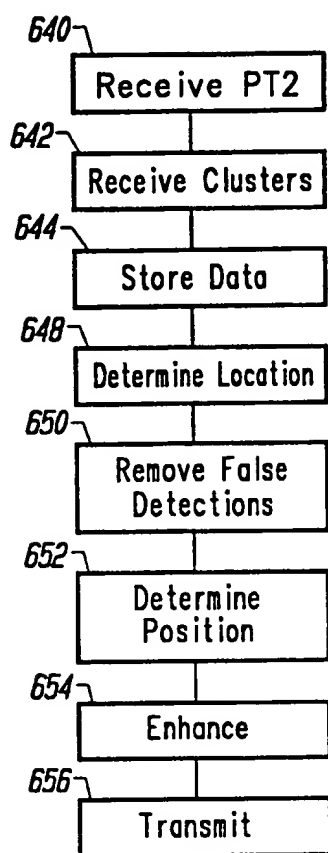 640
Receive PT2
642
Receive Clusters
644
Store Data
648
Determine Location
650
Remove False
Detections
652
Determine
Position
654
Enhance
656
Transmit